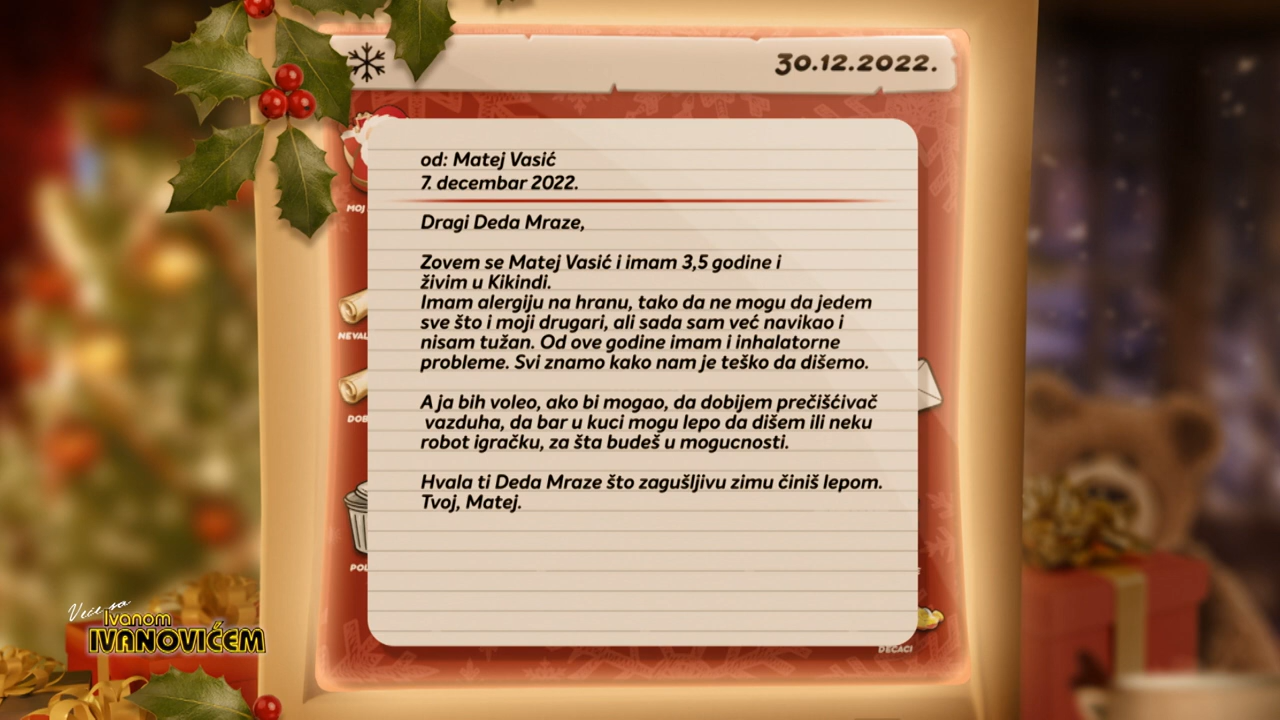 30.12.2022.
od: Matej Vasić
7. decembar 2022.
Dragi Deda Mraze,
Zovem se Matej Vasić i imam 3,5 godine i
živim u Kikindi.
Imam alergiju na hranu, tako da ne mogu da jedem
sve što i moji drugari, ali sada sam već navikao i
nisam tužan. Od ove godine imam i inhalatorne
probleme. Svi znamo kako nam je teško da dišemo.
A ja bih voleo, ako bi mogao, da dobijem prečišćivač
vazduha, da bar u kuci mogu lepo da dišem ili neku
robot igračku, za šta budeš u mogucnosti.
Hvala ti Deda Mraze što zagušljivu zimu činiš lepom.
Tvoj, Matej.
MOJ
DEČACI
Veče sa
Ivanom
IVANOVIĆEM